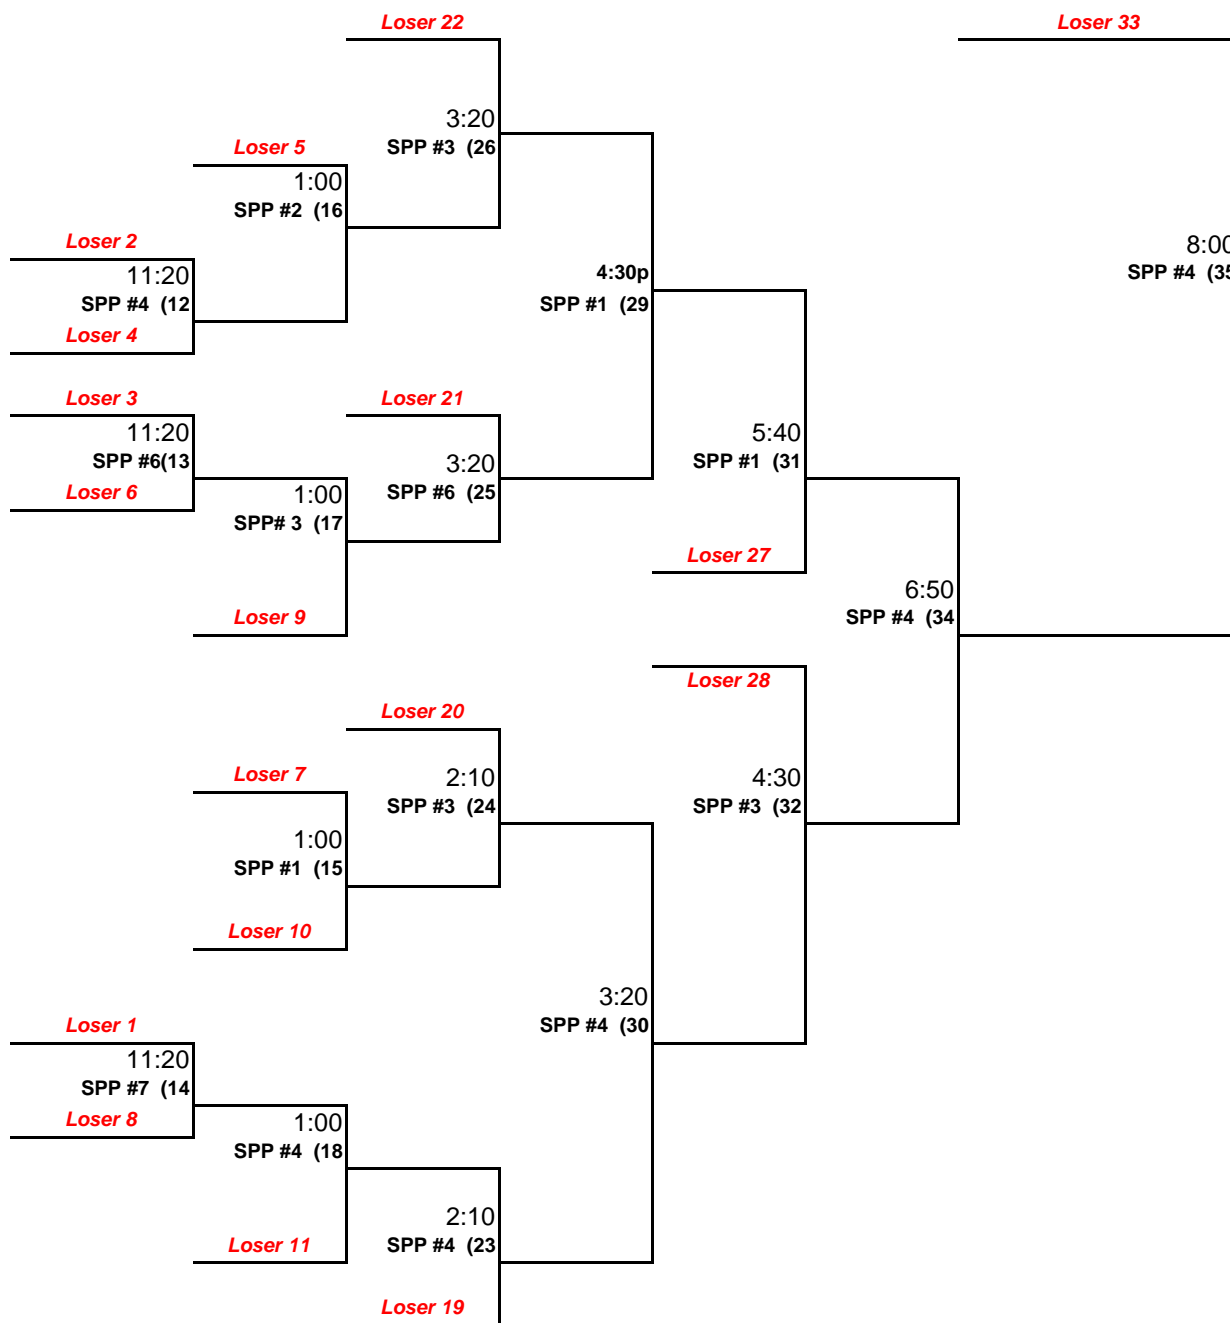 Loser 22
Loser 33
3:20
SPP #3 (26
Loser 5
1:00
SPP #2 (16
Loser 2
11:20
SPP #4 (12
Loser 4
4:30p
SPP #1 (29
8:00
SPP #4 (35
Loser 3
11:20
SPP #6(13
Loser 6
Loser 21
3:20
SPP #6 (25
1:00
SPP# 3 (17
Loser 9
5:40
SPP #1 (31
Loser 27
6:50
SPP #4 (34
Loser 28
Loser 20
Loser 7
2:10
SPP #3 (24
4:30
SPP #3 (32
1:00
SPP #1 (15
Loser 10
3:20
SPP #4 (30
Loser 1
11:20
SPP #7 (14
Loser 8
1:00
SPP #4 (18
Loser 11
2:10
SPP #4 (23
Loser 19